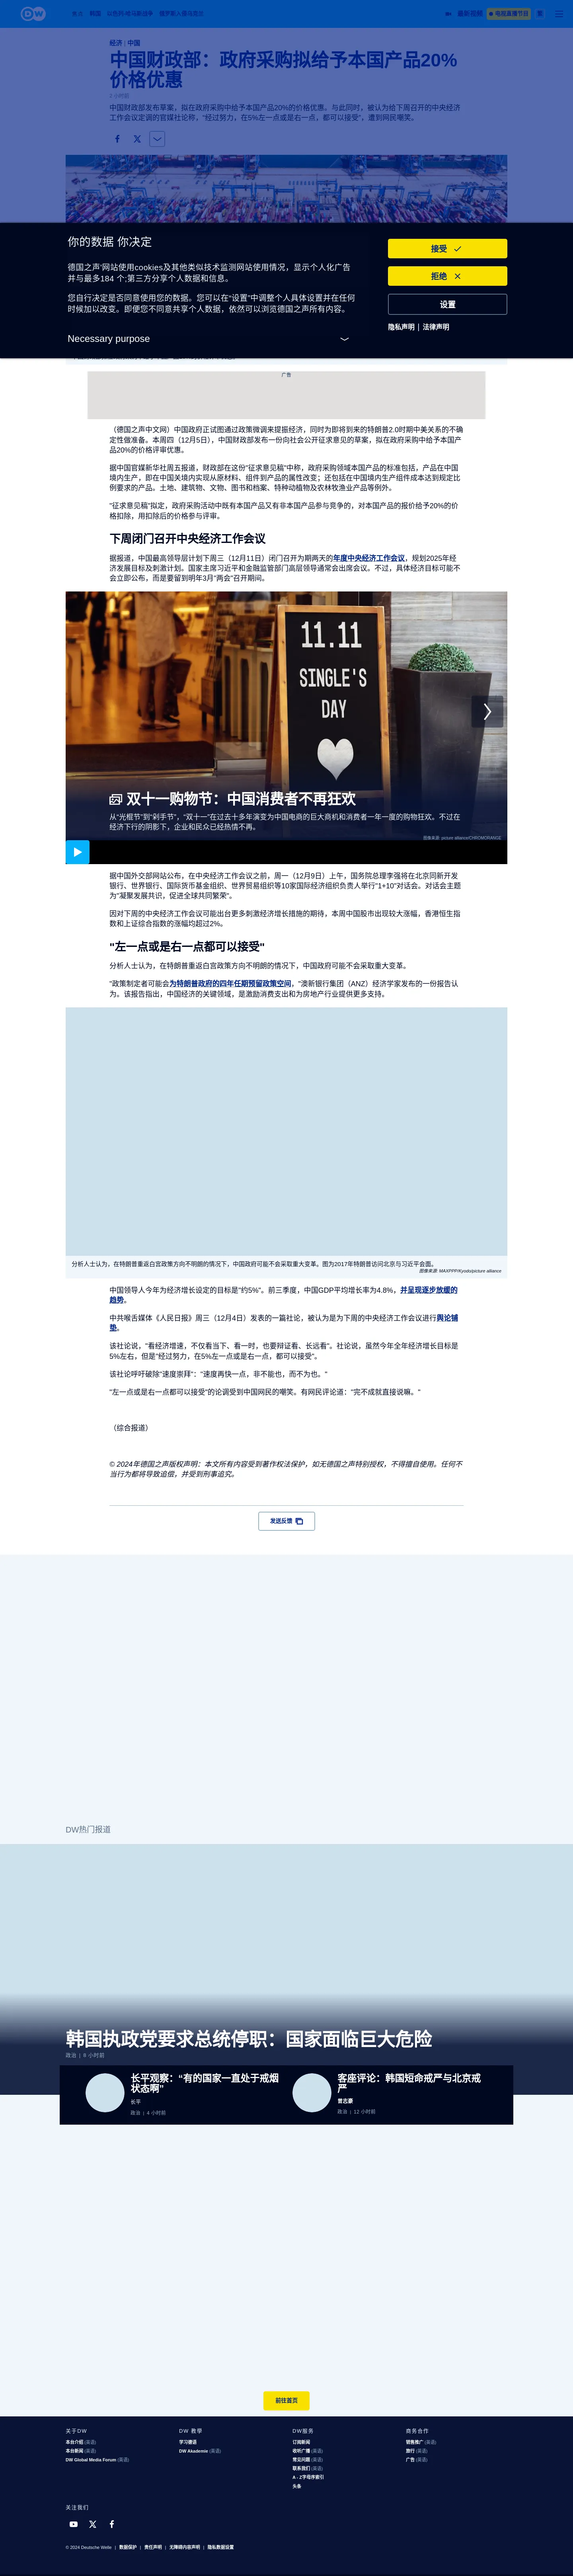 DW
韩国
最新视频
电视直播节目
繁
经济 | 中国
中国财政部：政府采购拟给予本国产品20%
价格优惠
中国财政部发布草案，拟在政府采购中给予本国产品20%的价格优惠。与此同时，被认为给下周召开的中央经济
工作会议定调的官媒社论称，"经过努力，在5%左右一点或是右一点，都可以接受"，遭到网民嘲笑。
你的数据 你决定
德国之声'网站使用cookies及其他类似技术监测网站使用情况，显示个人化广告
并与最多184 个;第三方分享个人数据和信息。
您自行决定是否同意使用您的数据。您可以在"设置"中调整个人具体设置并在任何
时候加以改变。即便您不同意共享个人数据，依然可以浏览德国之声所有内容。
Necessary purpose
接受
拒绝
设置
隐私声明 | 法律声明
广告
（德国之声中文网）中国政府正试图通过政策微调来提振经济，同时为即将到来的特朗普2.0时期中美关系的不确
定性做准备。本周四（12月5日），中国财政部发布一份向社会公开征求意见的草案，拟在政府采购中给予本国产
品20%的价格评审优惠。
据中国官媒新华社周五报道，财政部在这份"征求意见稿"中称，政府采购领域本国产品的标准包括，产品在中国
境内生产，即在中国关境内实现从原材料、组件到产品的属性改变；还包括在中国境内生产组件成本达到规定比
例要求的产品。土地、建筑物、文物、图书和档案、特种动植物及农林牧渔业产品等例外。
"征求意见稿"拟定，政府采购活动中既有本国产品又有非本国产品参与竞争的，对本国产品的报价给予20%的价
格扣除，用扣除后的价格参与评审。
下周闭门召开中央经济工作会议
据报道，中国最高领导层计划下周三（12月11日）闭门召开为期两天的年度中央经济工作会议，规划2025年经
济发展目标及刺激计划。国家主席习近平和金融监管部门高层领导通常会出席会议。不过，具体经济目标可能不
会立即公布，而是要留到明年3月"两会"召开期间。
11.11
SINGLE'S
DAY
双十一购物节：中国消费者不再狂欢
从"光棍节"到"剁手节"，"双十一"在过去十多年演变为中国电商的巨大商机和消费者一年一度的购物狂欢。不过在
经济下行的阴影下，企业和民众已经热情不再。
图像来源: picture alliance/CHROMORANGE
据中国外交部网站公布，在中央经济工作会议之前，周一（12月9日）上午，国务院总理李强将在北京同新开发
银行、世界银行、国际货币基金组织、世界贸易组织等10家国际经济组织负责人举行"1+10"对话会。对话会主题
为"凝聚发展共识，促进全球共同繁荣"。
因对下周的中央经济工作会议可能出台更多刺激经济增长措施的期待，本周中国股市出现较大涨幅，香港恒生指
数和上证综合指数的涨幅均超过2%。
"左一点或是右一点都可以接受"
分析人士认为，在特朗普重返白宫政策方向不明朗的情况下，中国政府可能不会采取重大变革。
"政策制定者可能会为特朗普政府的四年任期预留政策空间，"澳新银行集团（ANZ）经济学家发布的一份报告认
为。该报告指出，中国经济的关键领域，是激励消费支出和为房地产行业提供更多支持。
分析人士认为，在特朗普重返白宫政策方向不明朗的情况下，中国政府可能不会采取重大变革。图为2017年特朗普访问北京与习近平会面。
图像来源: MAXPPP/Kyodo/picture alliance
中国领导人今年为经济增长设定的目标是"约5%"。前三季度，中国GDP平均增长率为4.8%，并呈现逐步放缓的
趋势。
中共喉舌媒体《人民日报》周三（12月4日）发表的一篇社论，被认为是为下周的中央经济工作会议进行舆论铺
垫。
该社论说，"看经济增速，不仅看当下、看一时，也要辩证看、长远看"。社论说，虽然今年全年经济增长目标是
5%左右，但是"经过努力，在5%左右一点或是右一点，都可以接受"。
该社论呼吁破除"速度崇拜"："速度再快一点，非不能也，而不为也。"
"左一点或是右一点都可以接受"的论调受到中国网民的嘲笑。有网民评论道："完不成就直接说嘛。"
（综合报道）
© 2024年德国之声版权声明：本文所有内容受到著作权法保护，如无德国之声特别授权，不得擅自使用。任何不
当行为都将导致追偿，并受到刑事追究。
发送反馈
DW热门报道
韩国执政党要求总统停职：国家面临巨大危险
政治 | 8 小时前
长平观察："有的国家一直处于戒烟
状态啊"
长平
政治 | 4 小时前
客座评论：韩国短命戒严与北京戒
严
曾志豪
政治 | 12 小时前
前往首页
关于DW
本台介绍 (英语)
本台新闻 (英语)
DW Global Media Forum (英语)
DW 教学
学习德语
DW Akademie (英语)
DW服务
订阅新闻
收听广播 (英语)
常见问题 (英语)
联系我们 (英语)
A - Z字母序索引
头条
商务合作
销售推广 (英语)
旅行 (英语)
广告 (英语)
关注我们
© 2024 Deutsche Welle | 数据保护 | 责任声明 | 无障碍内容声明 | 隐私数据设置